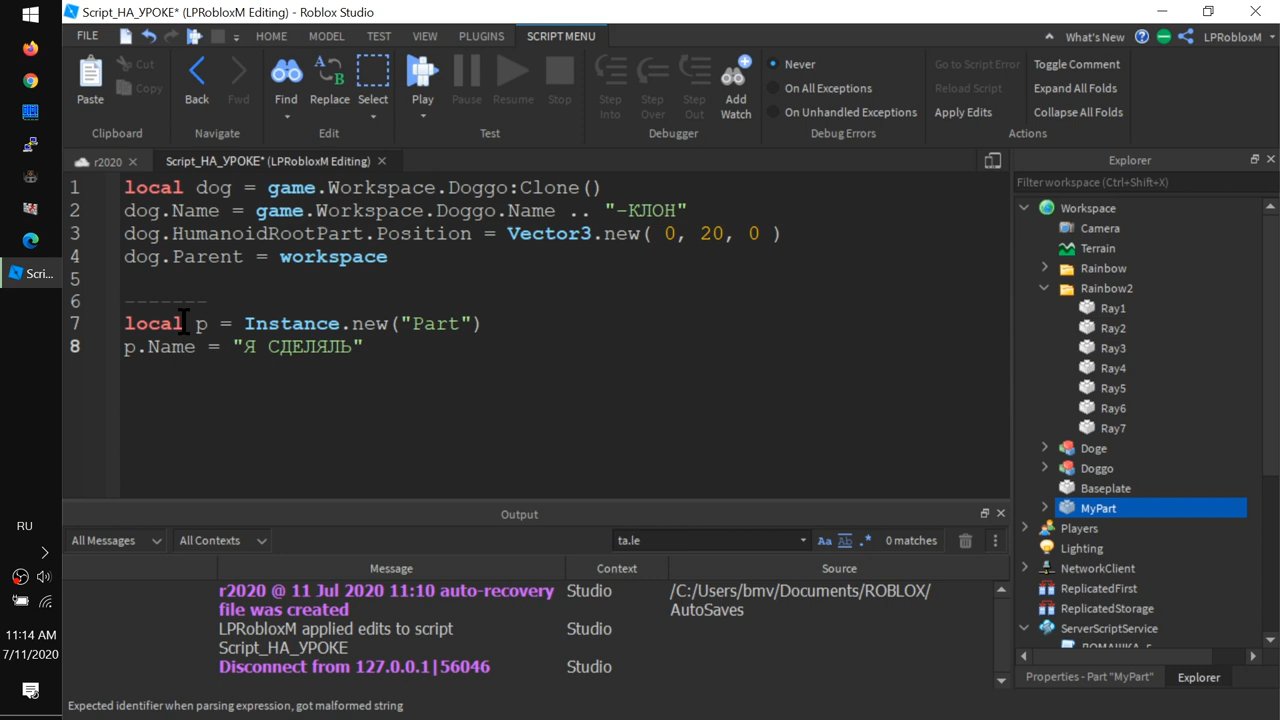 Script_НА_УРОКЕ* (LPRobloxM Editing) - Roblox Studio
FILE
HOME
MODEL
TEST
VIEW
PLUGINS
SCRIPT MENU
What's New
LPRobloxM
Paste
Cut
Copy
Clipboard
Back
Fwd
Navigate
Find
Replace
Select
Edit
Play
Pause
Resume
Stop
Test
Step Into
Step Over
Step Out
Add Watch
Debugger
Never
On All Exceptions
On Unhandled Exceptions
Debug Errors
Go to Script Error
Reload Script
Apply Edits
Toggle Comment
Expand All Folds
Collapse All Folds
Actions
r2020
Script_НА_УРОКЕ* (LPRobloxM Editing)
1 local dog = game.Workspace.Doggo:Clone()
2 dog.Name = game.Workspace.Doggo.Name .. "-КЛОН"
3 dog.HumanoidRootPart.Position = Vector3.new( 0, 20, 0 )
4 dog.Parent = workspace
5
6 -------
7 local p = Instance.new("Part")
8 p.Name = "Я СДЕЛЯЛЬ"
Explorer
Filter workspace (Ctrl+Shift+X)
Workspace
Camera
Terrain
Rainbow
Rainbow2
Ray1
Ray2
Ray3
Ray4
Ray5
Ray6
Ray7
Doge
Doggo
Baseplate
MyPart
Players
Lighting
NetworkClient
ReplicatedFirst
ReplicatedStorage
ServerScriptService
Properties - Part "MyPart"
Explorer
Output
All Messages
All Contexts
ta.le
Aa
Ab
.*
0 matches
Message
Context
Source
r2020 @ 11 Jul 2020 11:10 auto-recovery
file was created
Studio
/C:/Users/bmv/Documents/ROBLOX/
AutoSaves
LPRobloxM applied edits to script
Script_НА_УРОКЕ
Studio
Disconnect from 127.0.0.1|56046
Studio
Expected identifier when parsing expression, got malformed string
Scri...
RU
11:14 AM
7/11/2020